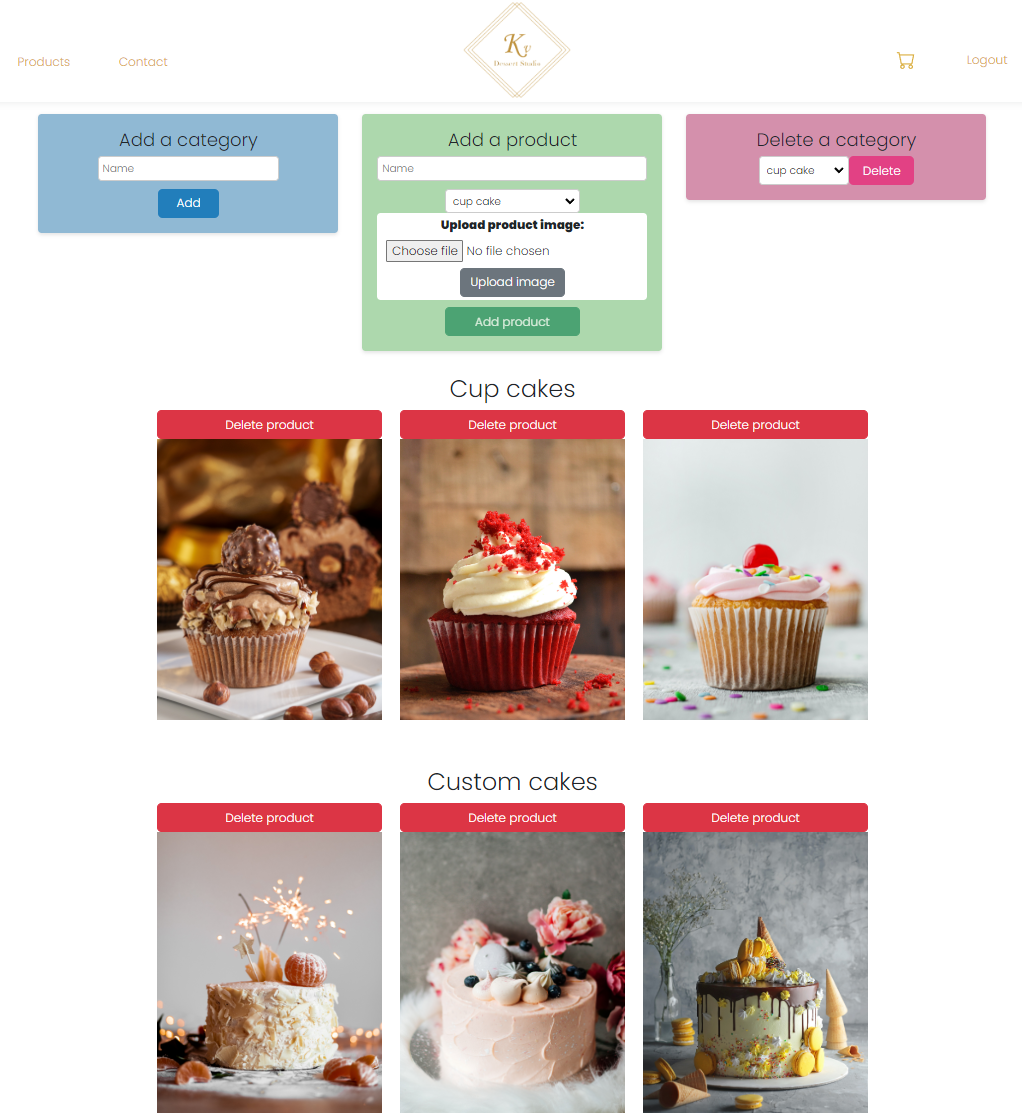 Kv
Dessert Studio
Products
Contact
Logout
Add a category
Name
Add
Add a product
Name
cup cake
Upload product image:
Choose file No file chosen
Upload image
Add product
Delete a category
cup cake Delete
Cup cakes
Delete product
Delete product
Delete product
Custom cakes
Delete product
Delete product
Delete product